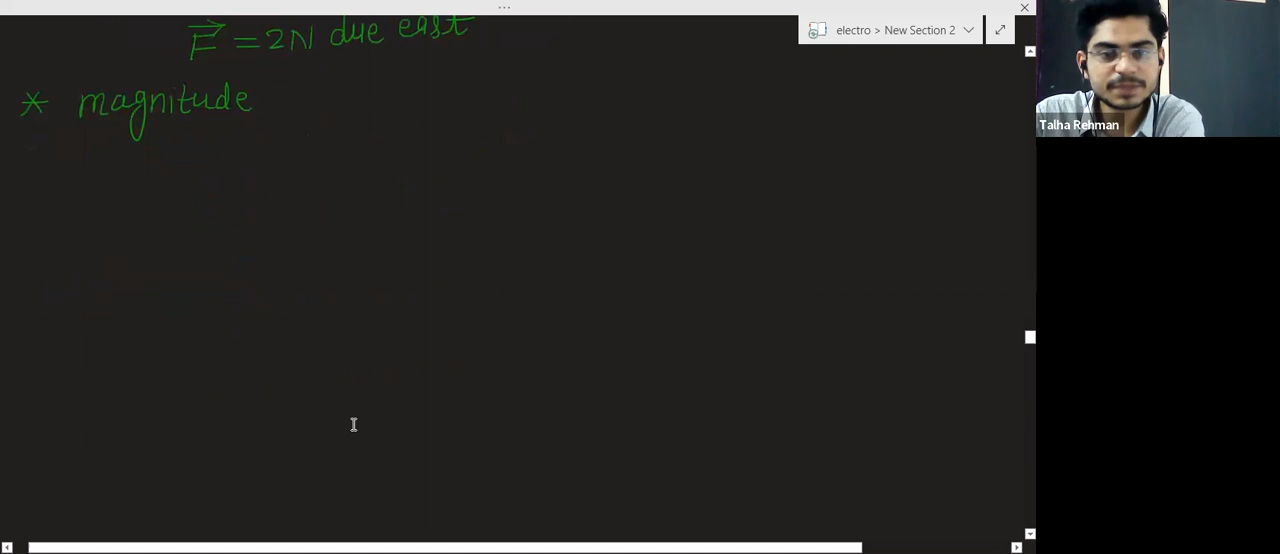 electro > New Section 2
F = 2N due east
* magnitude
Talha Rehman